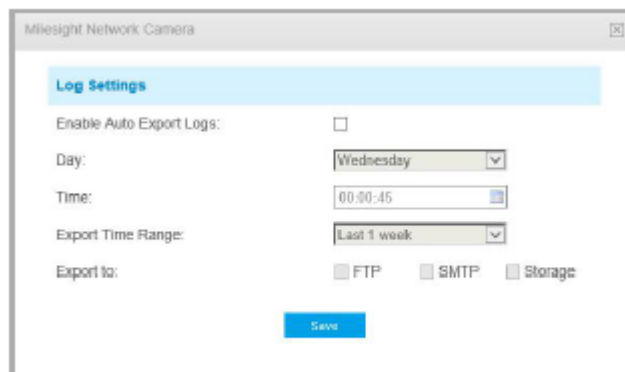 Milesight Network Camera
Log Settings
Enable Auto Export Logs:
Day: Wednesday
Time: 00:00:45
Export Time Range: Last 1 week
Export to: FTP SMTP Storage
Save